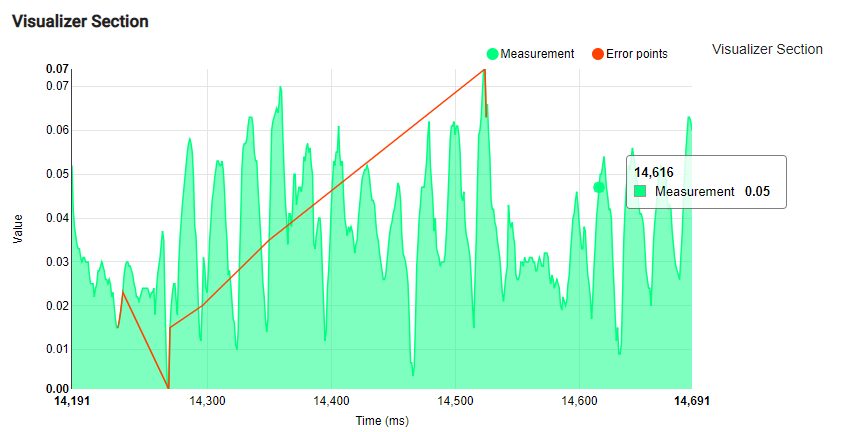 Visualizer Section
Measurement
Error points
Visualizer Section
0.07
0.07
0.06
0.05
0.04
0.03
0.02
0.01
0.00
Value
14,616
Measurement 0.05
14,191
14,300
14,400
14,500
14,600
14,691
Time (ms)